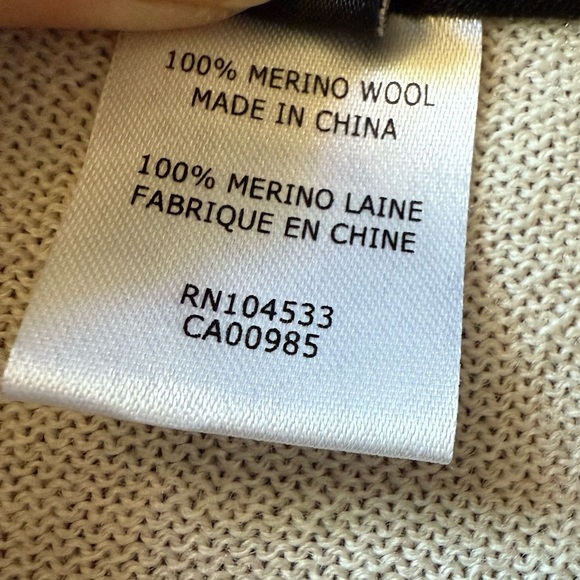 100% MERINO WOOL
MADE IN CHINA
100% MERINO LAINE
FABRIQUE EN CHINE
RN104533
CA00985